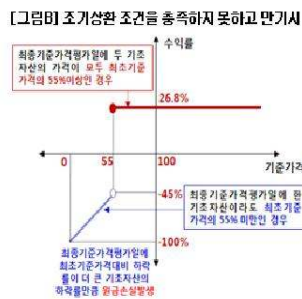 [그림B] 조기상환 조건을 충족하지 못하고 만기시
수익률
최종기준가격평가일에 두 기초
자산의 가격이 모두 최초기준
가격의 55%이상인 경우
26.8%
0
55
100
기준가격
-45%
최종기준가격평가일에 한
기초자산이라도 최초기준
가격의 55% 미만인 경우
-100%
최종기준가격평가일에
최초기준가격대비 하락
률이 더 큰 기초자산의
하락률만큼 원금손실발생